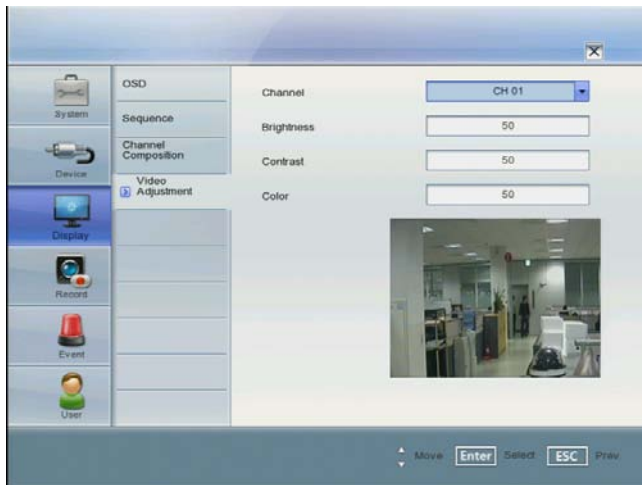 System
Device
Display
Record
Event
User
OSD
Sequence
Channel
Composition
Video
Adjustment
Channel CH 01
Brightness 50
Contrast 50
Color 50
Move Enter Select ESC Prev.